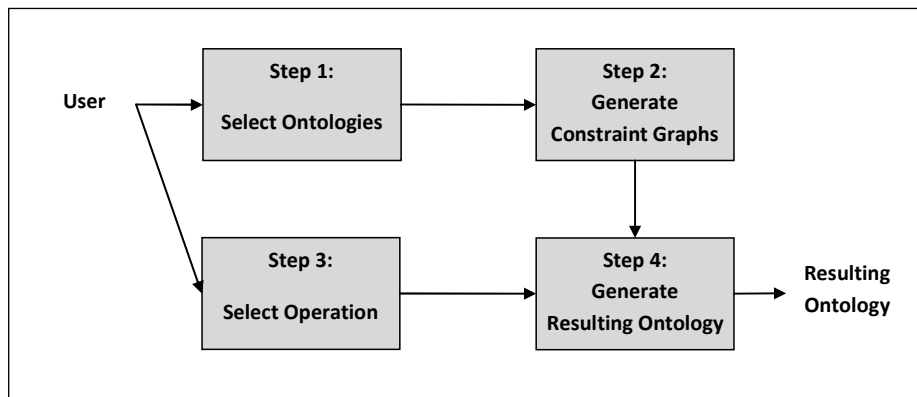 User
Step 1:
Select Ontologies
Step 2:
Generate
Constraint Graphs
Step 3:
Select Operation
Step 4:
Generate
Resulting Ontology
Resulting
Ontology